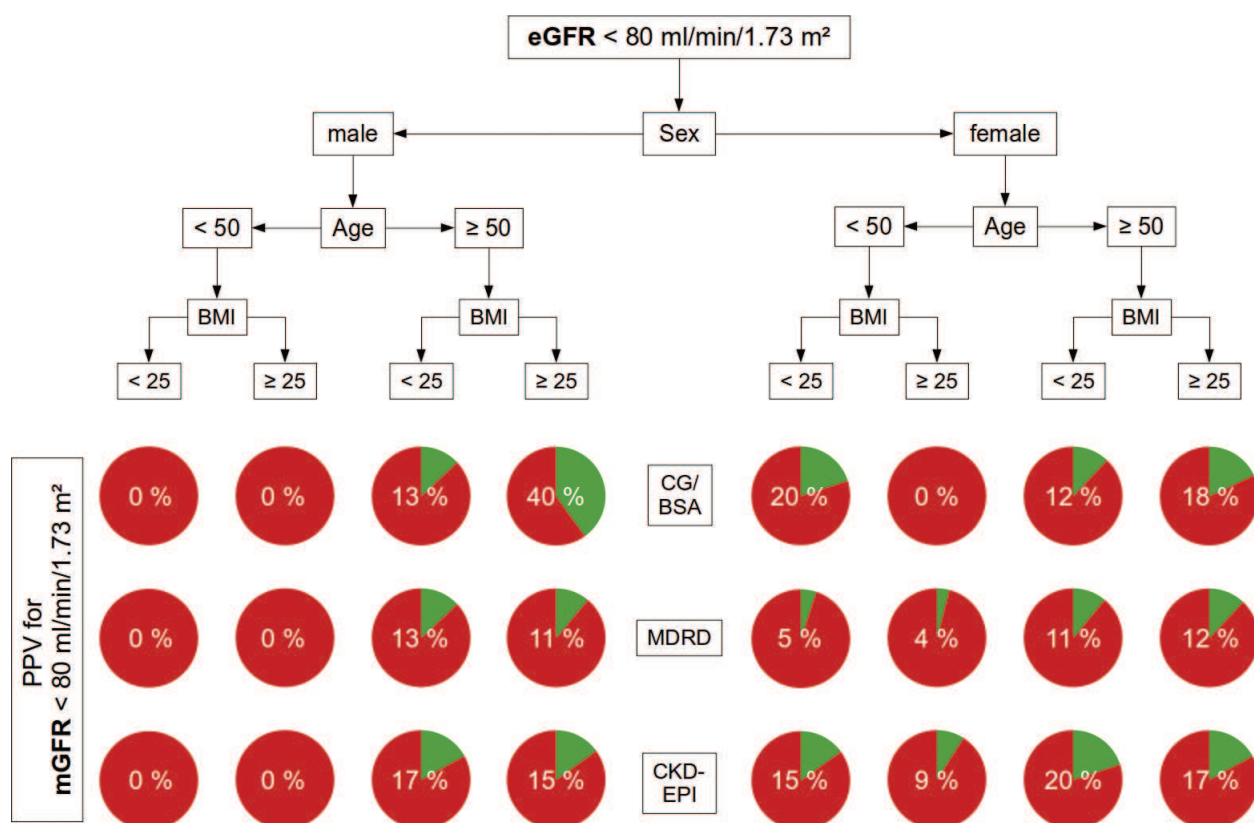 eGFR < 80 ml/min/1.73 m²
male
Sex
female
< 50
Age
≥ 50
< 50
Age
≥ 50
BMI
BMI
BMI
BMI
< 25
≥ 25
< 25
≥ 25
< 25
≥ 25
< 25
≥ 25
PPV for
mGFR < 80 ml/min/1.73 m²
0 %
0 %
13 %
40 %
CG/
BSA
20 %
0 %
12 %
18 %
0 %
0 %
13 %
11 %
MDRD
5 %
4 %
11 %
12 %
0 %
0 %
17 %
15 %
CKD-
EPI
15 %
9 %
20 %
17 %